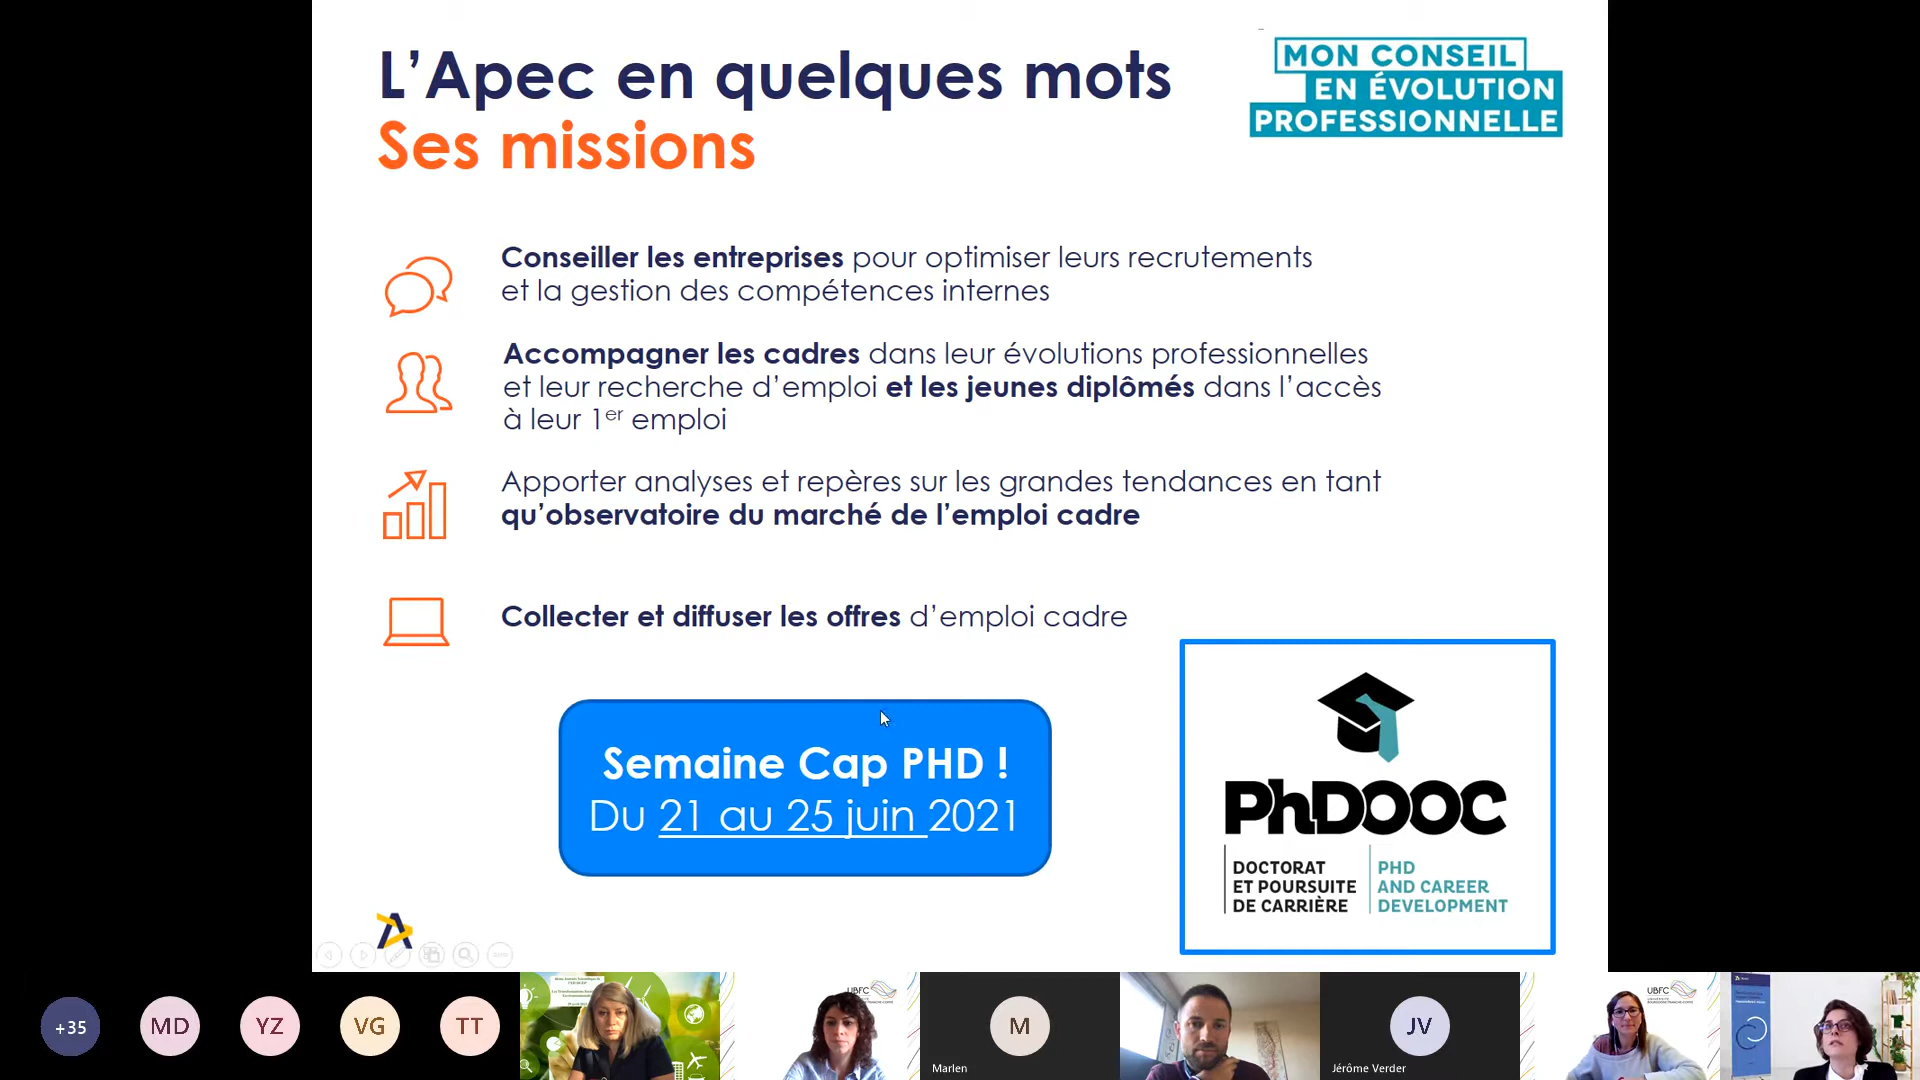 L’Apec en quelques mots
Ses missions
MON CONSEIL
EN ÉVOLUTION
PROFESSIONNELLE
Conseiller les entreprises pour optimiser leurs recrutements
et la gestion des compétences internes
Accompagner les cadres dans leur évolutions professionnelles
et leur recherche d’emploi et les jeunes diplômés dans l’accès
à leur 1er emploi
Apporter analyses et repères sur les grandes tendances en tant
qu’observatoire du marché de l’emploi cadre
Collecter et diffuser les offres d’emploi cadre
Semaine Cap PHD !
Du 21 au 25 juin 2021
PhDOOC
DOCTORAT
ET POURSUITE
DE CARRIÈRE
PHD
AND CAREER
DEVELOPMENT
+35
MD
YZ
VG
TT
UBFC
M
Marlen
JV
Jérôme Verder
UBFC